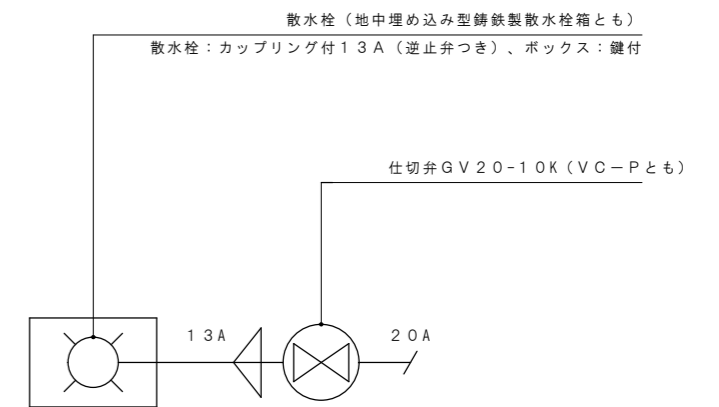 散水栓（地中埋め込み型鋳鉄製散水栓箱とも）
散水栓：カップリング付１３Ａ（逆止弁つき）、ボックス：鍵付
仕切弁ＧＶ２０-１０K（ＶＣ－Ｐとも）
１３A
２０A